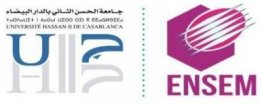 جامعة الحسن الثاني بالدار البيضاء
UNIVERSITÉ HASSAN II DE CASABLANCA
ENSEM